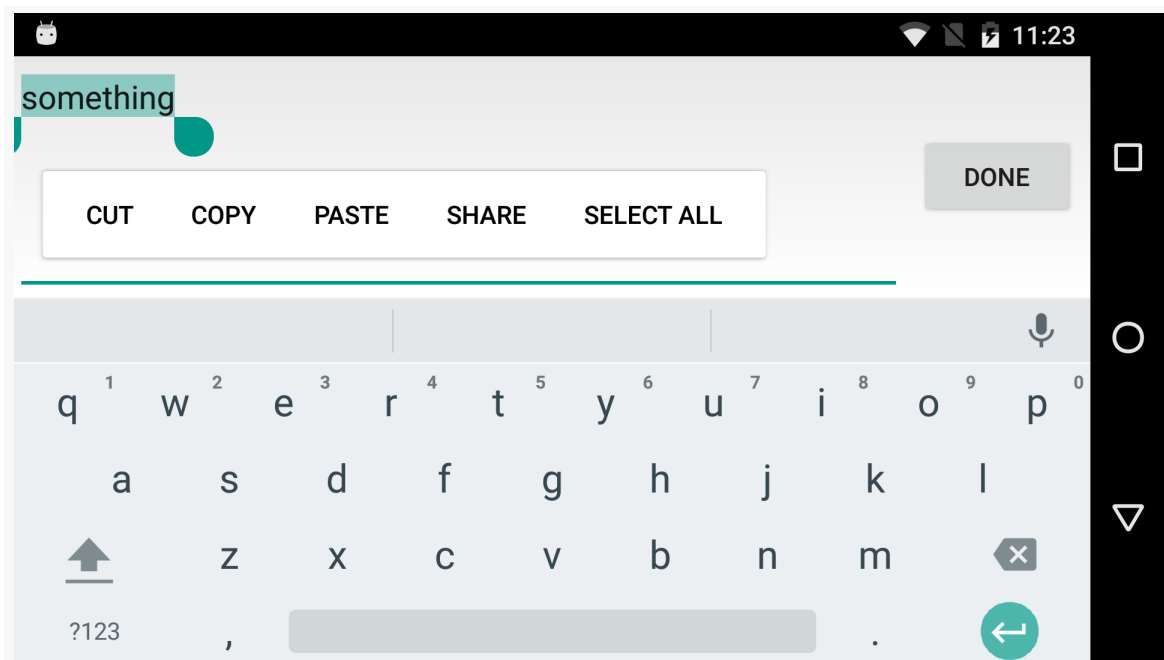 11:23
something
DONE
CUT COPY PASTE SHARE SELECT ALL
1 2 3 4 5 6 7 8 9 0
q w e r t y u i o p
a s d f g h j k l
z x c v b n m
?123 , .